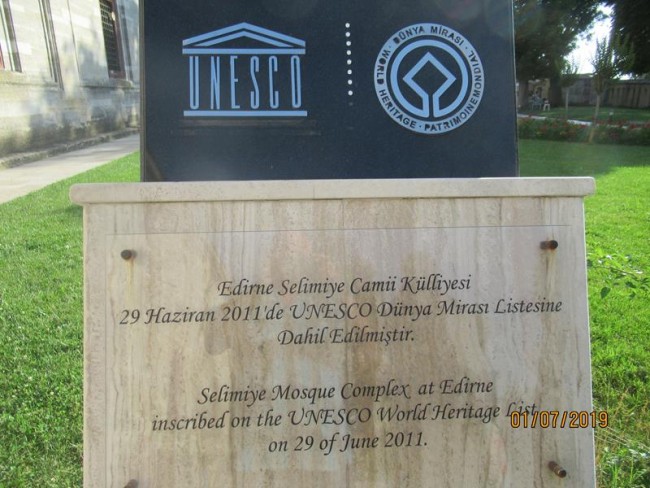 UNESCO
DÜNYA MİRASI · WORLD HERITAGE · PATRIMOINE MONDIAL
Edirne Selimiye Camii Külliyesi
29 Haziran 2011'de UNESCO Dünya Mirası Listesine
Dahil Edilmiştir.
Selimiye Mosque Complex at Edirne
inscribed on the UNESCO World Heritage List
on 29 of June 2011.
01/07/2019